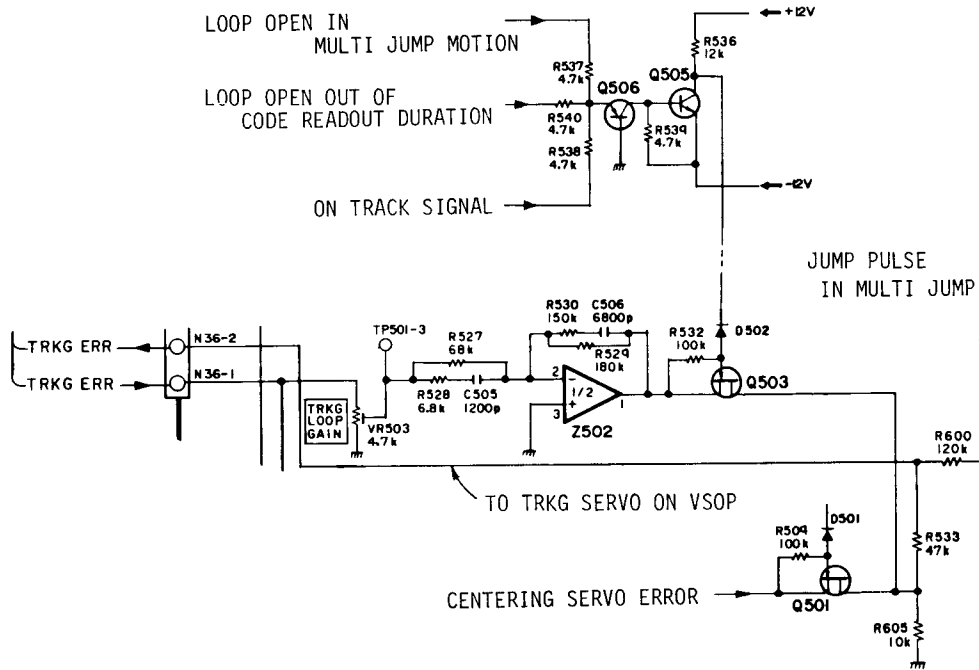 LOOP OPEN IN
MULTI JUMP MOTION
+12V
R536
12k
R537
4.7k
Q506
Q505
LOOP OPEN OUT OF
CODE READOUT DURATION
R540
4.7k
R539
4.7k
R538
4.7k
-12V
ON TRACK SIGNAL
JUMP PULSE
IN MULTI JUMP
R530
150k
C506
6800p
TP501-3
R532
100k
D502
N36-2
R527
68k
R529
180k
TRKG ERR
TRKG ERR
N36-1
2
-
1/2
1
Q503
R528
6.8k
C505
1200p
3
+
TRKG
LOOP
GAIN
VR503
4.7k
Z502
R600
120k
TO TRKG SERVO ON VSOP
D501
R504
100k
R533
47k
CENTERING SERVO ERROR
Q501
R605
10k